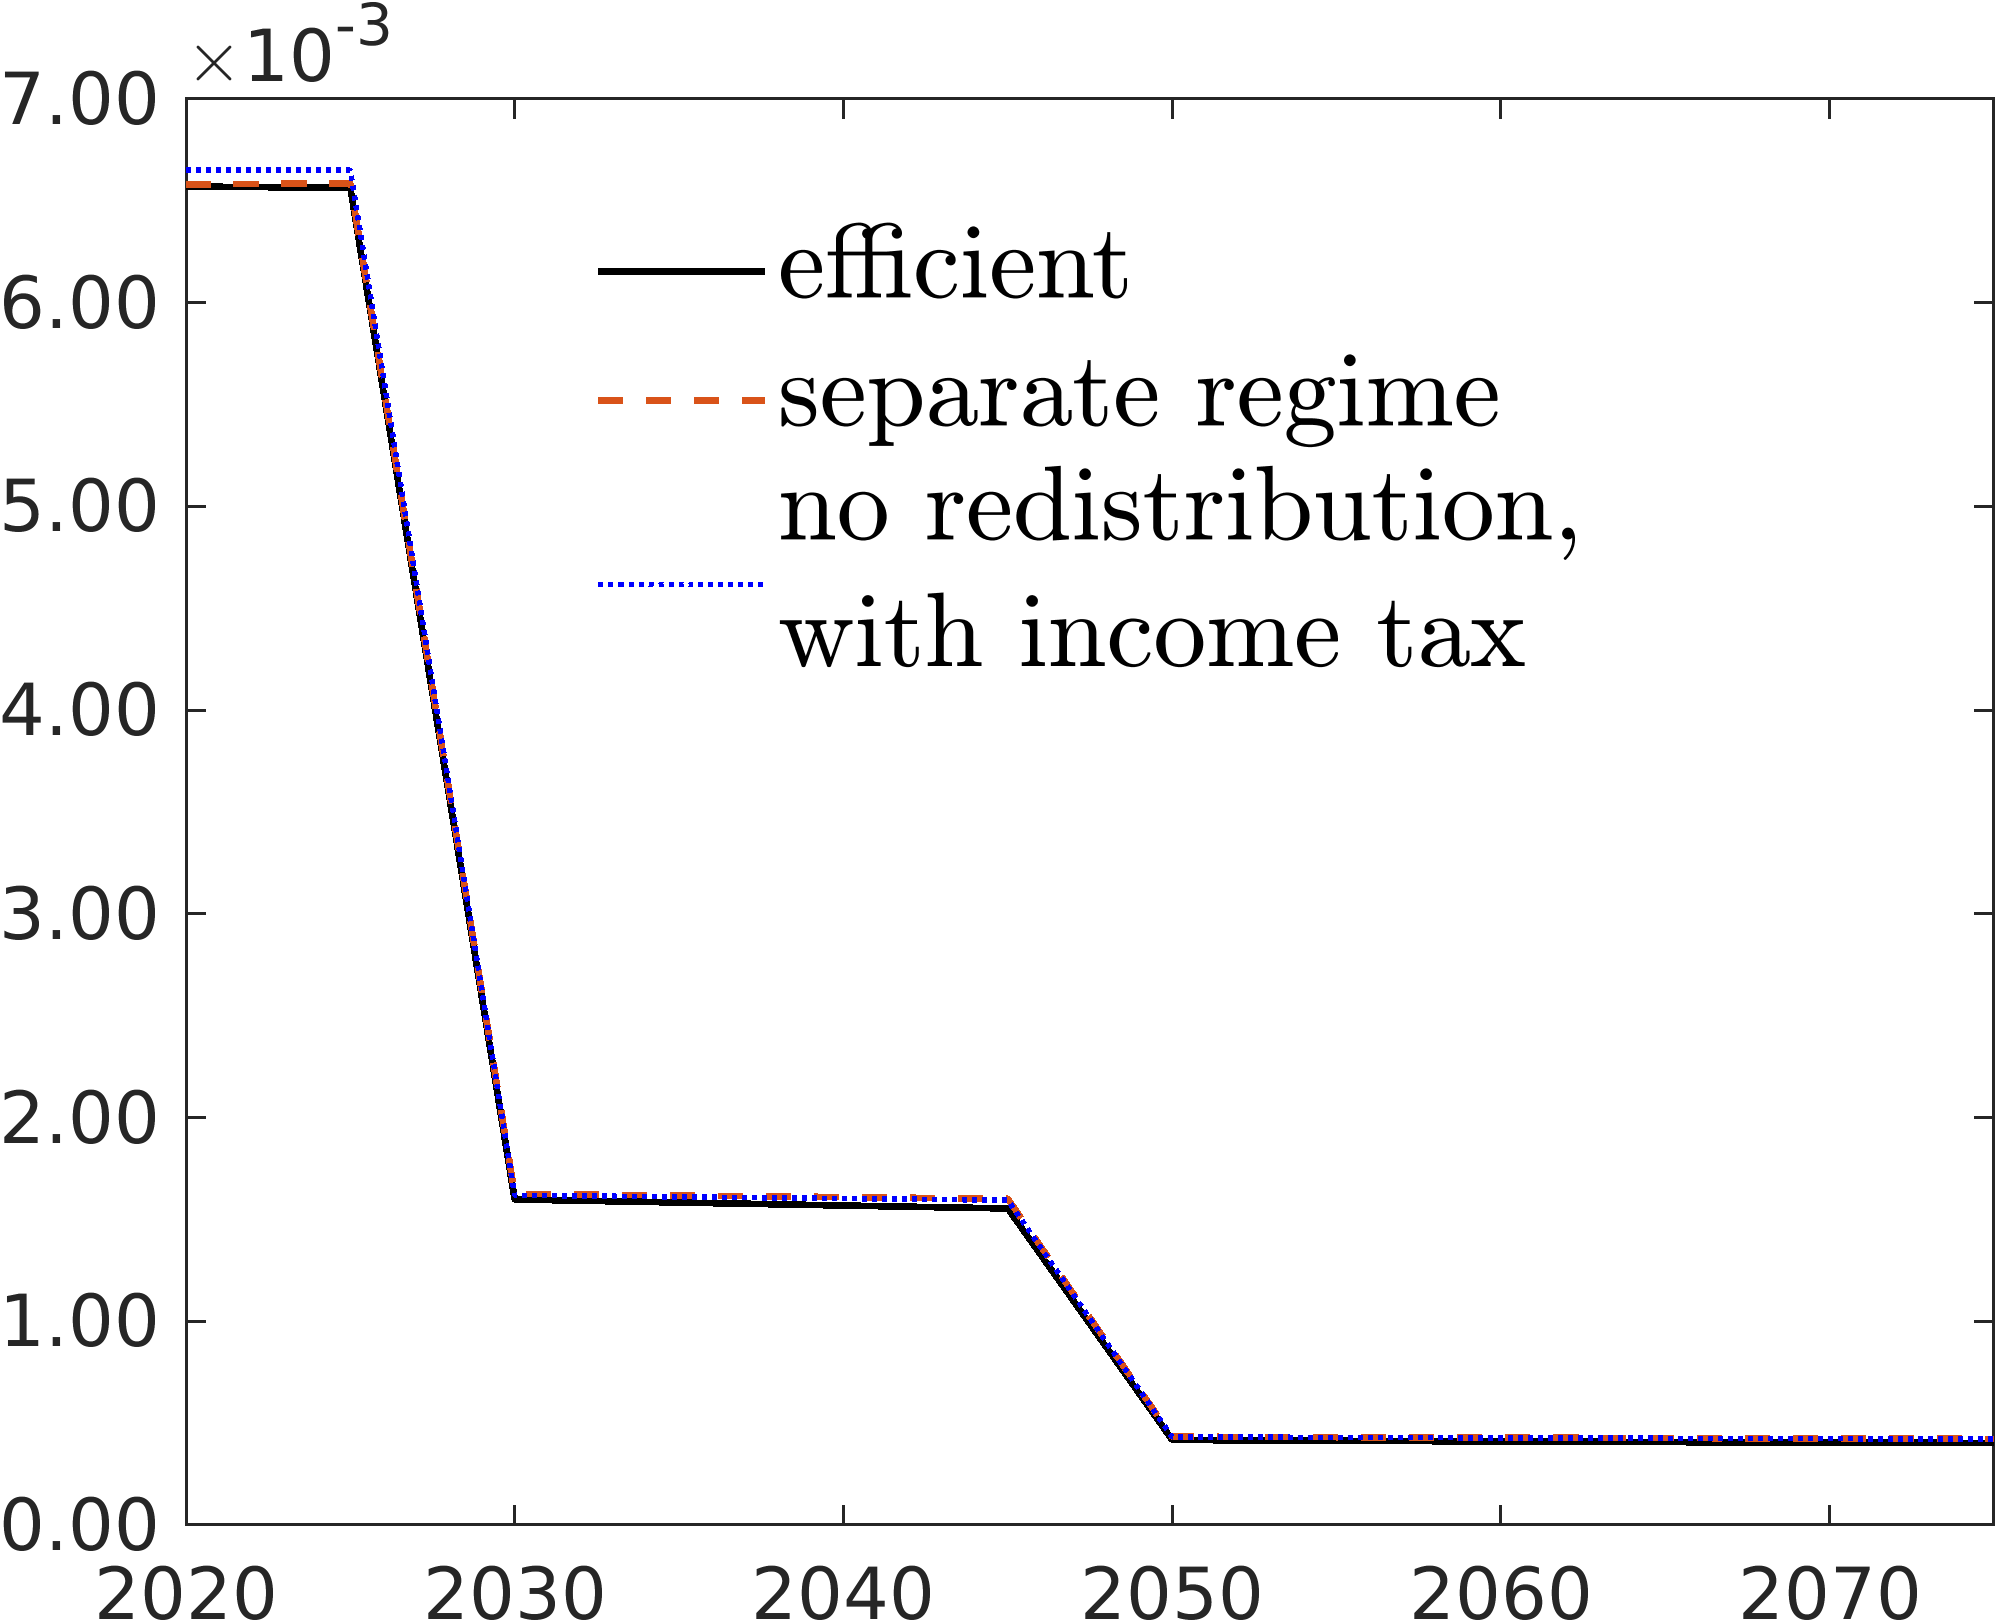 ×10-3
7.00
6.00
5.00
4.00
3.00
2.00
1.00
0.00
efficient
separate regime
no redistribution,
with income tax
2020 2030 2040 2050 2060 2070